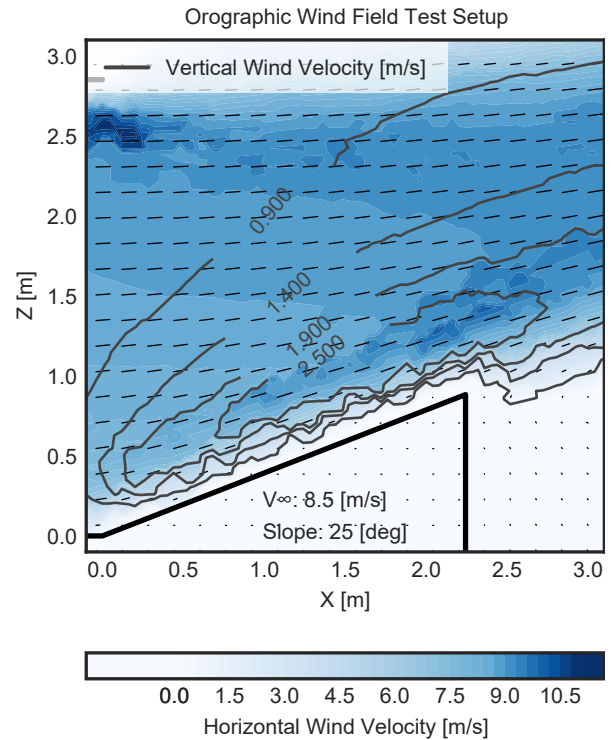 Orographic Wind Field Test Setup
3.0
Vertical Wind Velocity [m/s]
2.5
2.0
0.900
Z [m]
1.5
1.400
1.900
2.500
1.0
0.5
V∞: 8.5 [m/s]
Slope: 25 [deg]
0.0
0.0 0.5 1.0 1.5 2.0 2.5 3.0
X [m]
0.0 1.5 3.0 4.5 6.0 7.5 9.0 10.5
Horizontal Wind Velocity [m/s]